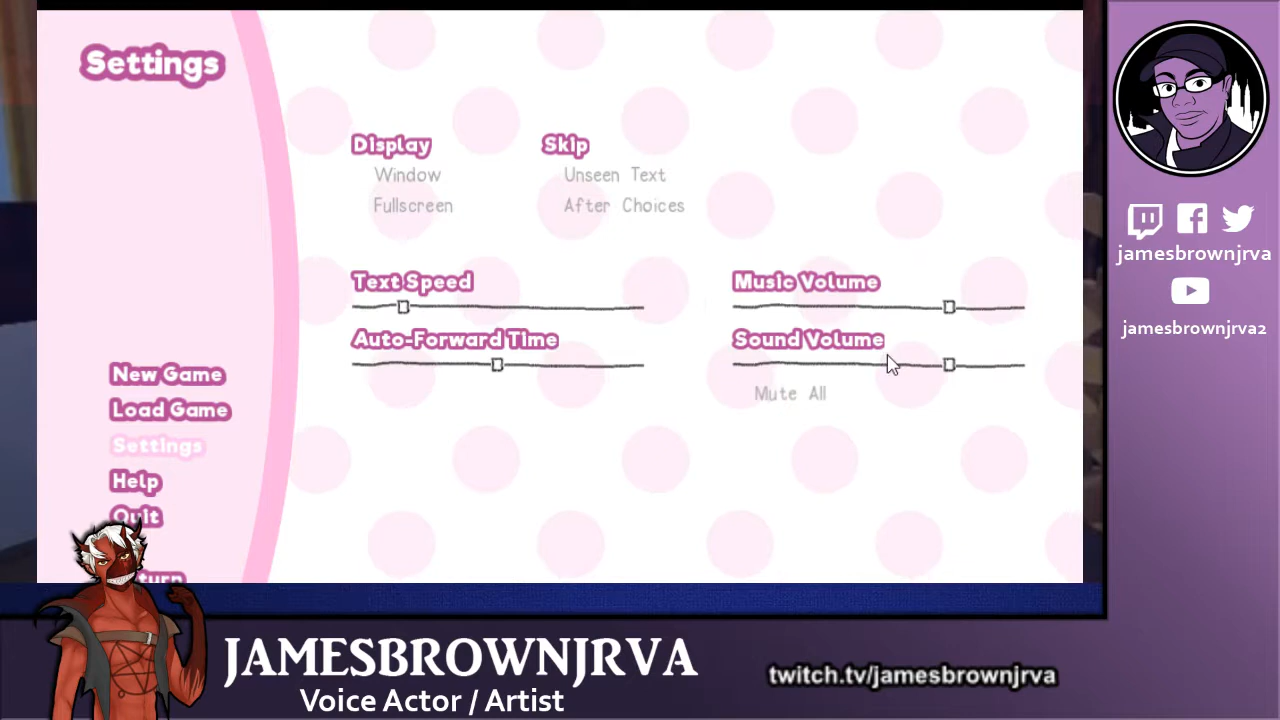 Settings
Display
Window
Fullscreen
Skip
Unseen Text
After Choices
Text Speed
Auto-Forward Time
Music Volume
Sound Volume
Mute All
New Game
Load Game
Settings
Help
Quit
jamesbrownjrva
jamesbrownjrva2
JAMESBROWNJRVA
Voice Actor / Artist
twitch.tv/jamesbrownjrva